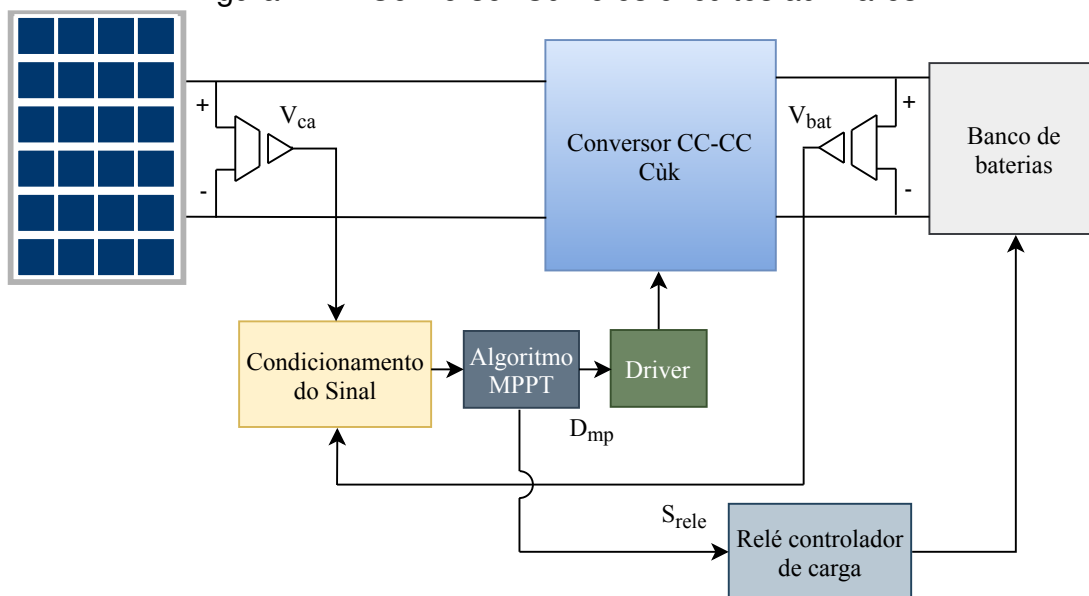 +
V_ca
-
Conversor CC-CC
Cùk
V_bat
+
-
Banco de
baterias
Condicionamento
do Sinal
Algoritmo
MPPT
Driver
D_mp
S_rele
Relé controlador
de carga